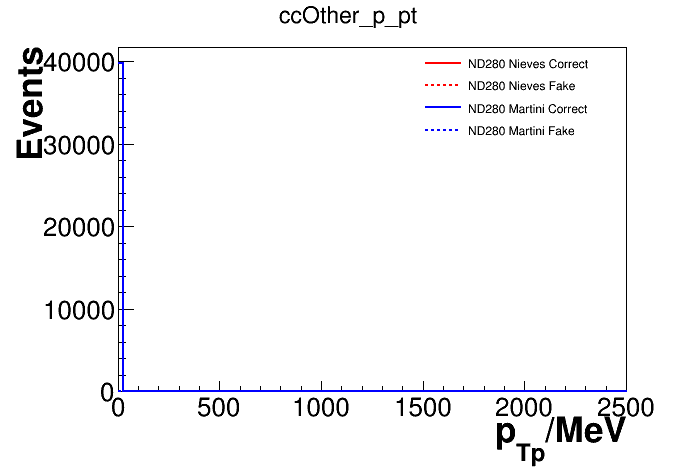 ccOther_p_pt
Events
40000
30000
20000
10000
0
ND280 Nieves Correct
ND280 Nieves Fake
ND280 Martini Correct
ND280 Martini Fake
0 500 1000 1500 2000 2500
p_Tp/MeV